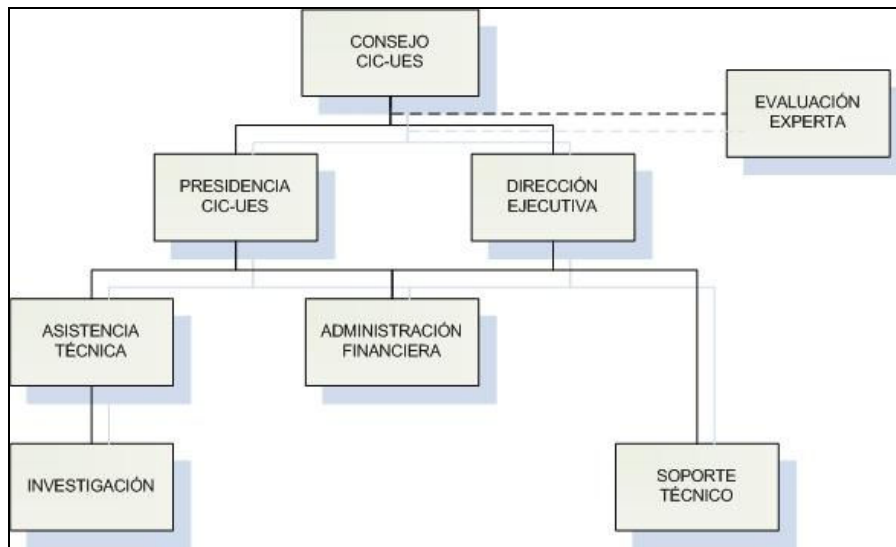 CONSEJO
CIC-UES
EVALUACIÓN
EXPERTA
PRESIDENCIA
CIC-UES
DIRECCIÓN
EJECUTIVA
ASISTENCIA
TÉCNICA
ADMINISTRACIÓN
FINANCIERA
INVESTIGACIÓN
SOPORTE
TÉCNICO